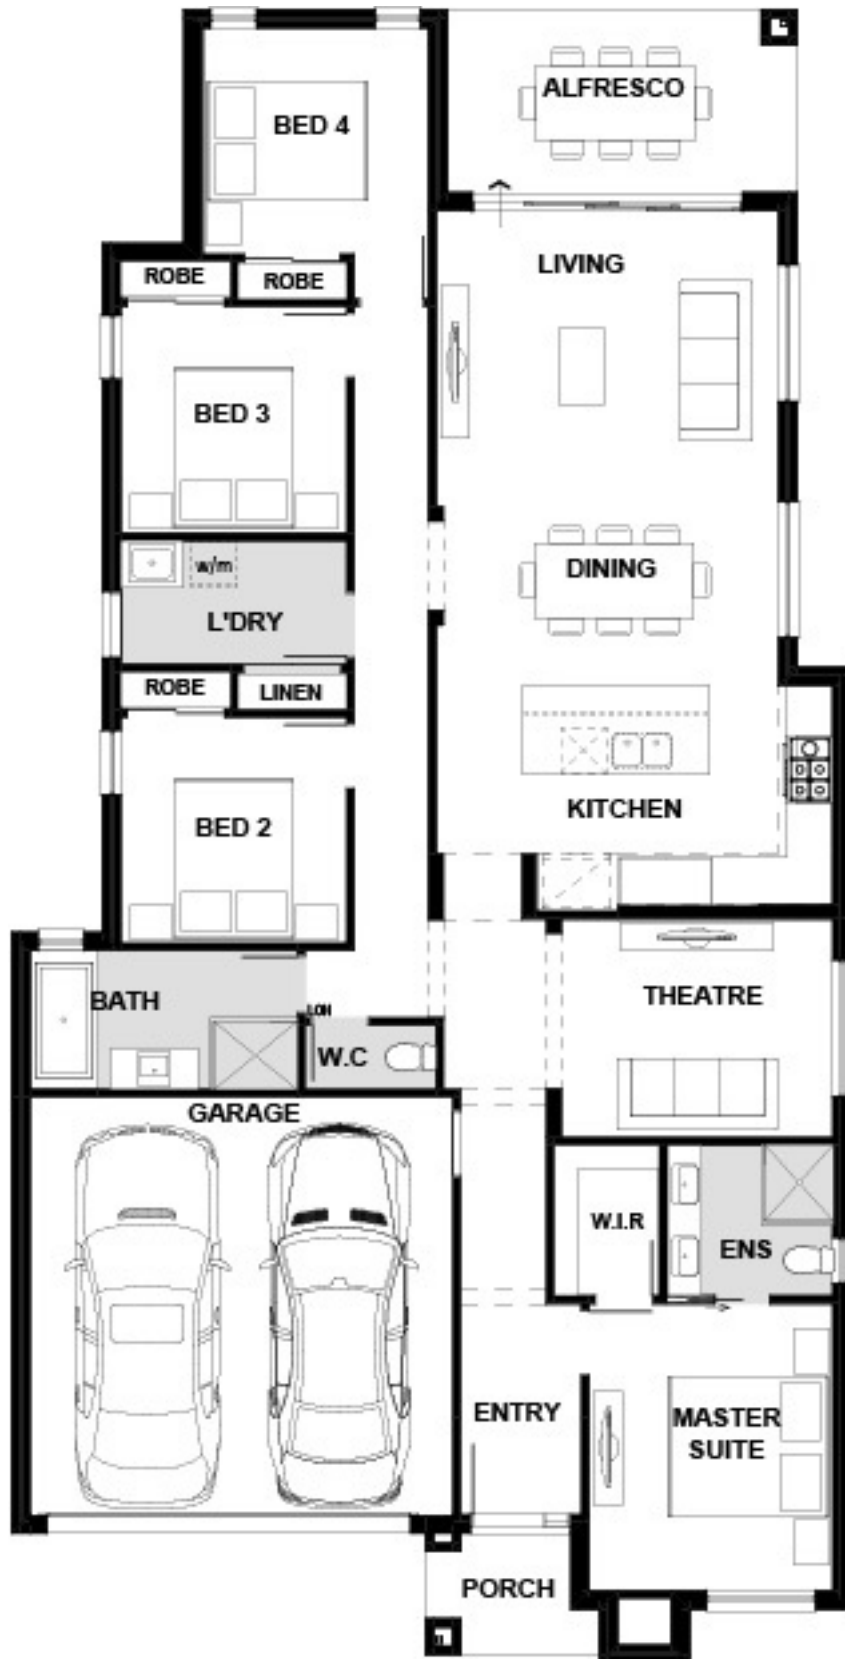 ALFRESCO
BED 4
LIVING
ROBE
ROBE
BED 3
w/m
DINING
L'DRY
ROBE
LINEN
KITCHEN
BED 2
THEATRE
BATH
W.C
GARAGE
W.I.R
ENS
ENTRY
MASTER
SUITE
PORCH